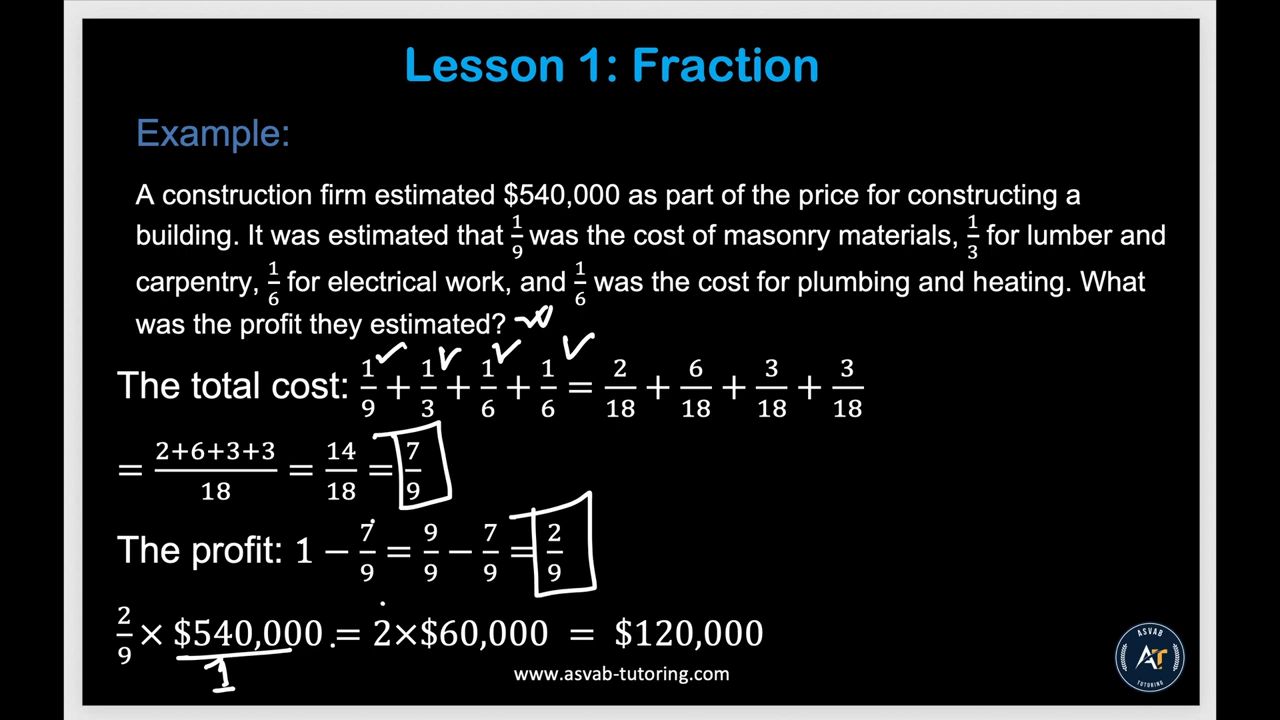 Lesson 1: Fraction
Example:
A construction firm estimated $540,000 as part of the price for constructing a
building. It was estimated that 1/9 was the cost of masonry materials, 1/3 for lumber and
carpentry, 1/6 for electrical work, and 1/6 was the cost for plumbing and heating. What
was the profit they estimated?
The total cost: 1/9 + 1/3 + 1/6 + 1/6 = 2/18 + 6/18 + 3/18 + 3/18
= 2+6+3+3/18 = 14/18 = 7/9
The profit: 1 − 7/9 = 9/9 − 7/9 = 2/9
2/9 × $540,000 = 2×$60,000 = $120,000
1
www.asvab-tutoring.com
ASVAB
AT
TUTORING